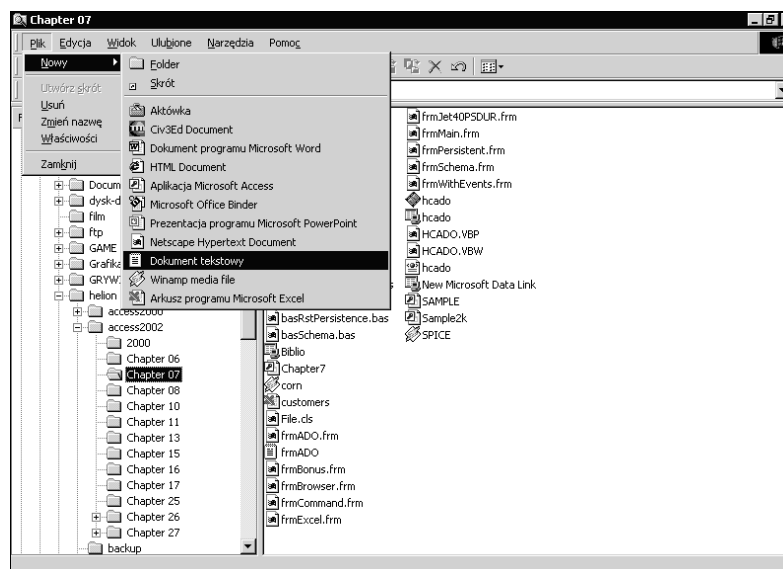 Chapter 07
Plik Edycja Widok Ulubione Narzędzia Pomoc
Nowy
Utwórz skrót
Usuń
Zmień nazwę
Właściwości
Zamknij
Folder
Skrót
Aktówka
Civ3Ed Document
Dokument programu Microsoft Word
HTML Document
Aplikacja Microsoft Access
Microsoft Office Binder
Prezentacja programu Microsoft PowerPoint
Netscape Hypertext Document
Dokument tekstowy
Winamp media file
Arkusz programu Microsoft Excel
F
Docum
dysk-d
film
ftp
GAME
Grafika
GRYW
helion
access2000
access2002
2000
Chapter 06
Chapter 07
Chapter 08
Chapter 10
Chapter 11
Chapter 13
Chapter 15
Chapter 16
Chapter 17
Chapter 25
Chapter 26
Chapter 27
backup
basRstPersistence.bas
basSchema.bas
Biblio
Chapter7
corn
customers
File.cls
frmADO.frm
frmADO
frmBonus.frm
frmBrowser.frm
frmCommand.frm
frmExcel.frm
frmJet40PSDUR.frm
frmMain.frm
frmPersistent.frm
frmSchema.frm
frmWithEvents.frm
hcado
hcado
HCADO.VBP
HCADO.VBW
hcado
New Microsoft Data Link
SAMPLE
Sample2k
SPICE